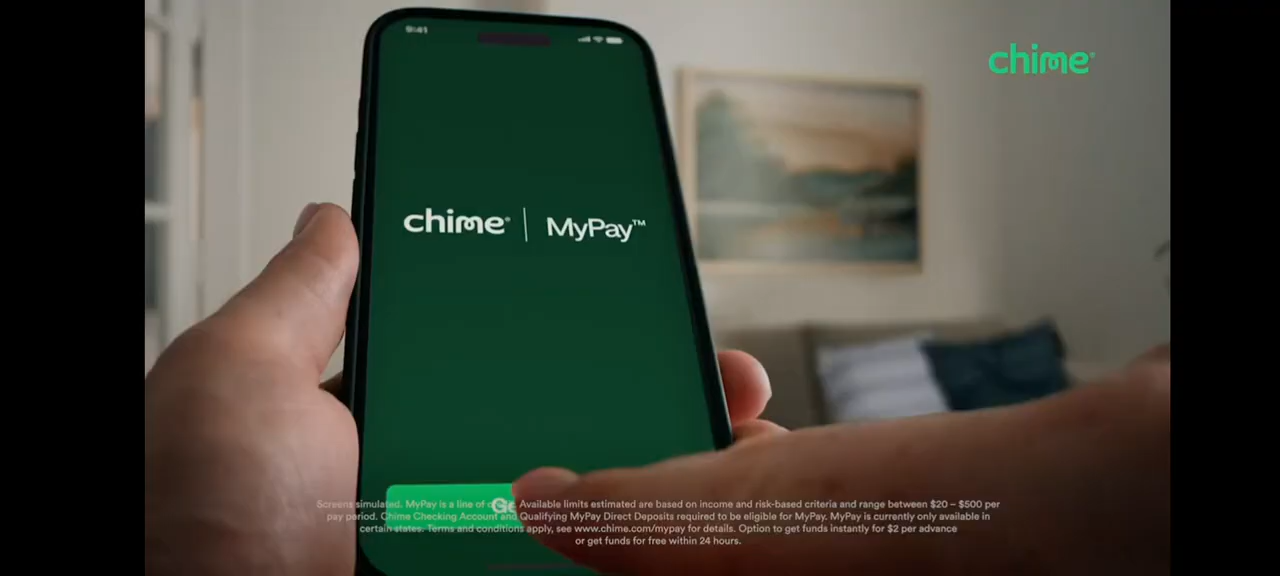 9:41
chime®
chime® | MyPay™
Screens simulated. MyPay is a line of Available limits estimated are based on income and risk-based criteria and range between $20 – $500 per
pay period. Chime Checking Account and Qualifying MyPay Direct Deposits required to be eligible for MyPay. MyPay is currently only available in
certain states. Terms and conditions apply, see www.chime.com/mypay for details. Option to get funds instantly for $2 per advance
or get funds for free within 24 hours.